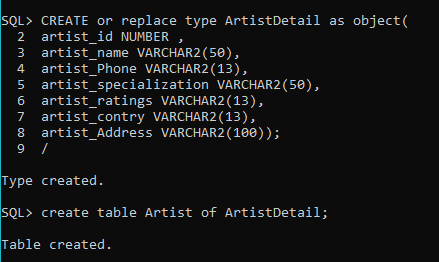 SQL> CREATE or replace type ArtistDetail as object(
2 artist_id NUMBER ,
3 artist_name VARCHAR2(50),
4 artist_Phone VARCHAR2(13),
5 artist_specialization VARCHAR2(50),
6 artist_ratings VARCHAR2(13),
7 artist_contry VARCHAR2(13),
8 artist_Address VARCHAR2(100));
9 /
Type created.
SQL> create table Artist of ArtistDetail;
Table created.